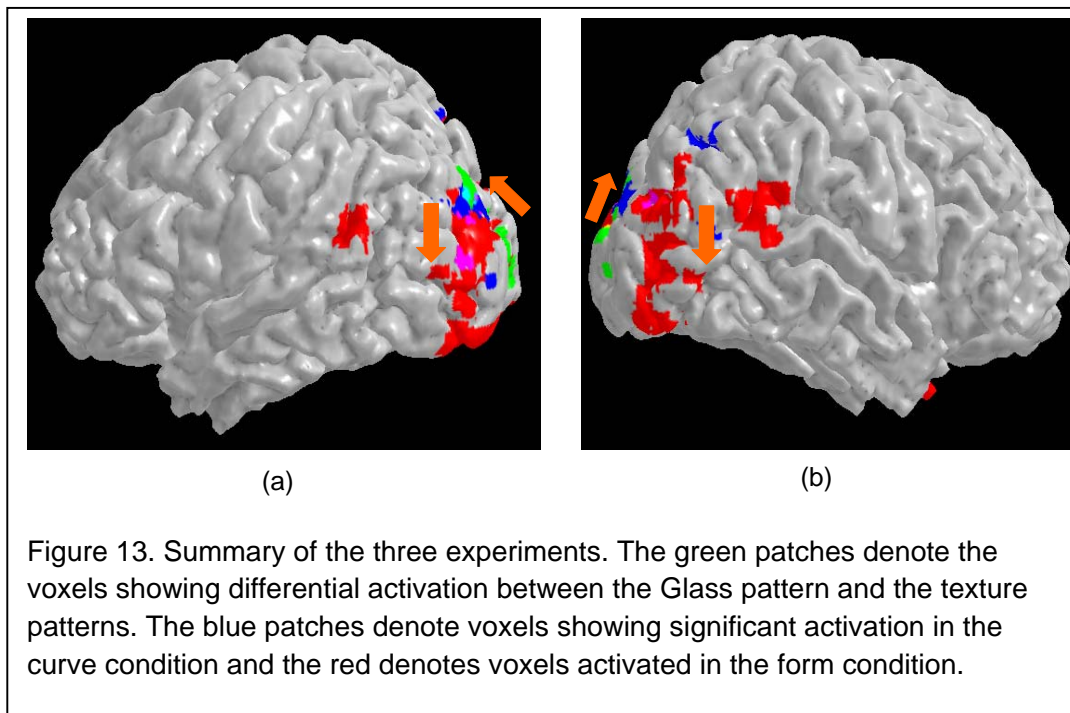 (a) (b)
Figure 13. Summary of the three experiments. The green patches denote the
voxels showing differential activation between the Glass pattern and the texture
patterns. The blue patches denote voxels showing significant activation in the
curve condition and the red denotes voxels activated in the form condition.